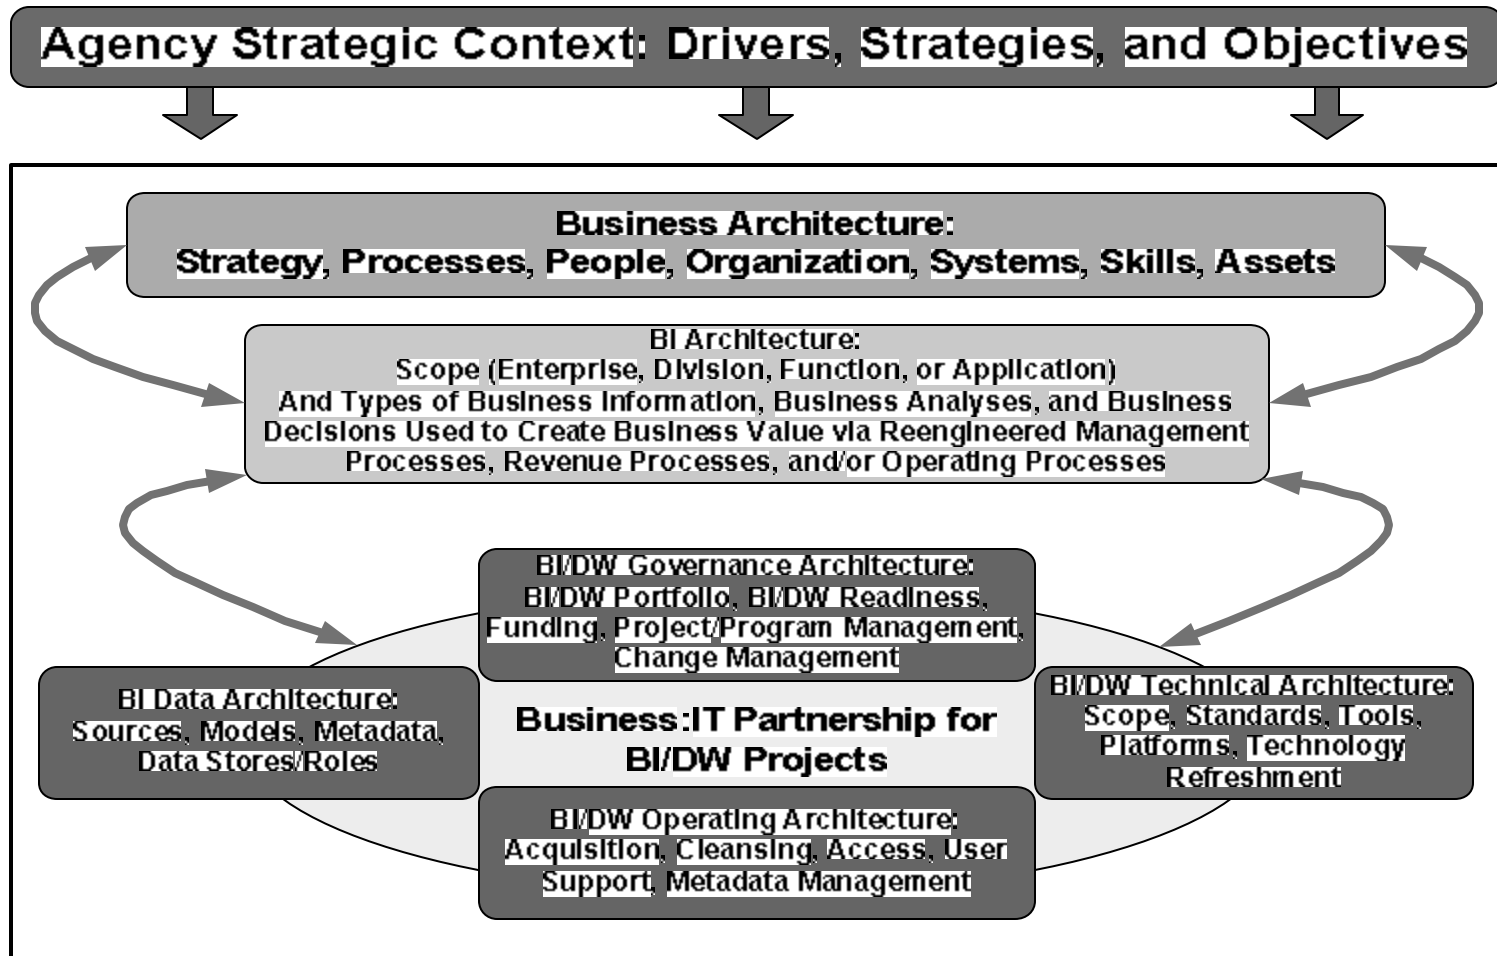 Agency Strategic Context: Drivers, Strategies, and Objectives
Business Architecture:
Strategy, Processes, People, Organization, Systems, Skills, Assets
BI Architecture:
Scope (Enterprise, Division, Function, or Application)
And Types of Business Information, Business Analyses, and Business
Decisions Used to Create Business Value via Reengineered Management
Processes, Revenue Processes, and/or Operating Processes
BI/DW Governance Architecture:
BI/DW Portfolio, BI/DW Readiness,
Funding, Project/Program Management,
Change Management
BI Data Architecture:
Sources, Models, Metadata,
Data Stores/Roles
Business:IT Partnership for
BI/DW Projects
BI/DW Technical Architecture:
Scope, Standards, Tools,
Platforms, Technology
Refreshment
BI/DW Operating Architecture:
Acquisition, Cleansing, Access, User
Support, Metadata Management